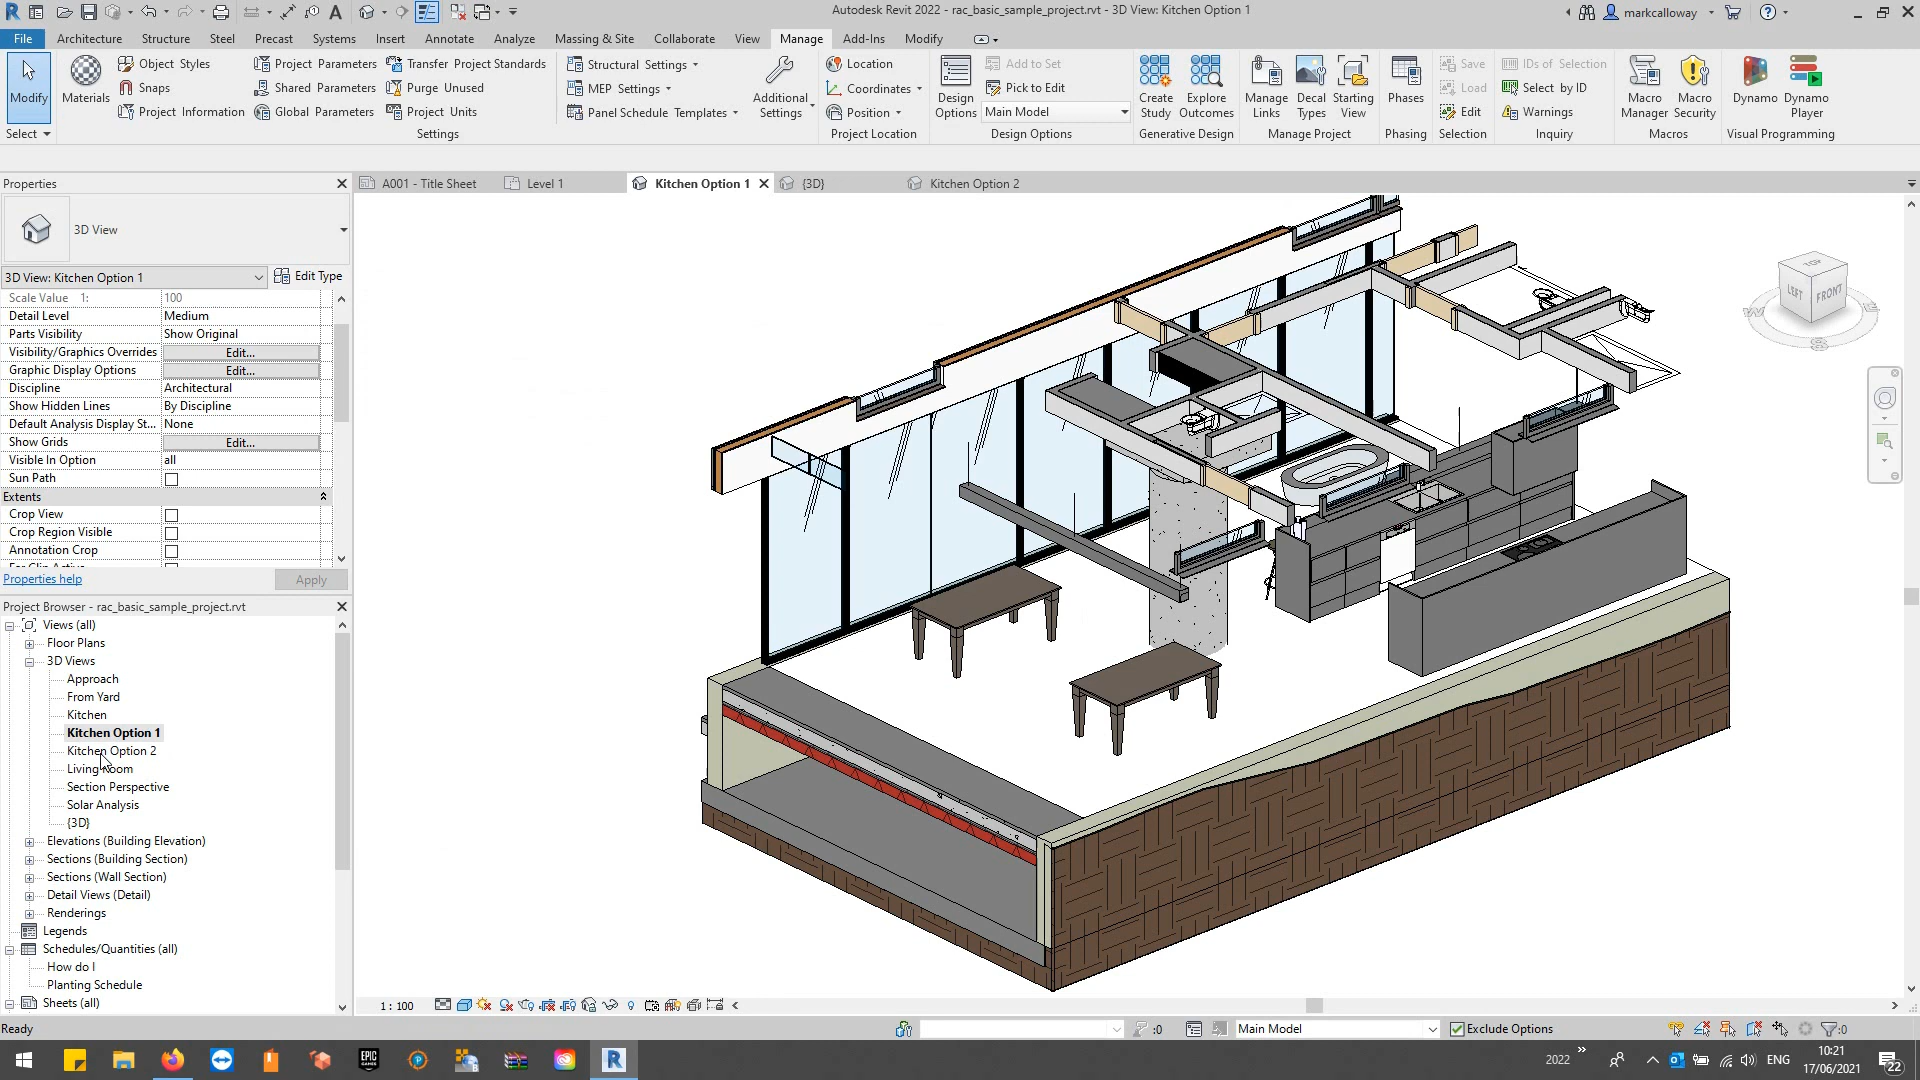 Autodesk Revit 2022 - rac_basic_sample_project.rvt - 3D View: Kitchen Option 1
markcalloway
File Architecture Structure Steel Precast Systems Insert Annotate Analyze Massing & Site Collaborate View Manage Add-Ins Modify
Modify
Select
Materials
Object Styles
Snaps
Project Information
Project Parameters
Shared Parameters
Global Parameters
Transfer Project Standards
Purge Unused
Project Units
Settings
Structural Settings
MEP Settings
Panel Schedule Templates
Additional Settings
Location
Coordinates
Position
Project Location
Design Options
Add to Set
Pick to Edit
Main Model
Design Options
Create Study
Explore Outcomes
Generative Design
Manage Links
Decal Types
Starting View
Manage Project
Phases
Phasing
Save
Load
Edit
Selection
IDs of Selection
Select by ID
Warnings
Inquiry
Macro Manager
Macro Security
Macros
Dynamo
Dynamo Player
Visual Programming
Properties
A001 - Title Sheet
Level 1
Kitchen Option 1
{3D}
Kitchen Option 2
3D View
3D View: Kitchen Option 1
Edit Type
Scale Value 1: 100
Detail Level Medium
Parts Visibility Show Original
Visibility/Graphics Overrides Edit...
Graphic Display Options Edit...
Discipline Architectural
Show Hidden Lines By Discipline
Default Analysis Display St... None
Show Grids Edit...
Visible In Option all
Sun Path
Extents
Crop View
Crop Region Visible
Annotation Crop
Properties help
Apply
TOP
LEFT
FRONT
W
S
E
Project Browser - rac_basic_sample_project.rvt
Views (all)
Floor Plans
3D Views
Approach
From Yard
Kitchen
Kitchen Option 1
Kitchen Option 2
Living Room
Section Perspective
Solar Analysis
{3D}
Elevations (Building Elevation)
Sections (Building Section)
Sections (Wall Section)
Detail Views (Detail)
Renderings
Legends
Schedules/Quantities (all)
How do I
Planting Schedule
Sheets (all)
1 : 100
Ready
:0
Main Model
Exclude Options
:0
EPIC GAMES
R
2022
ENG
10:21
17/06/2021
22